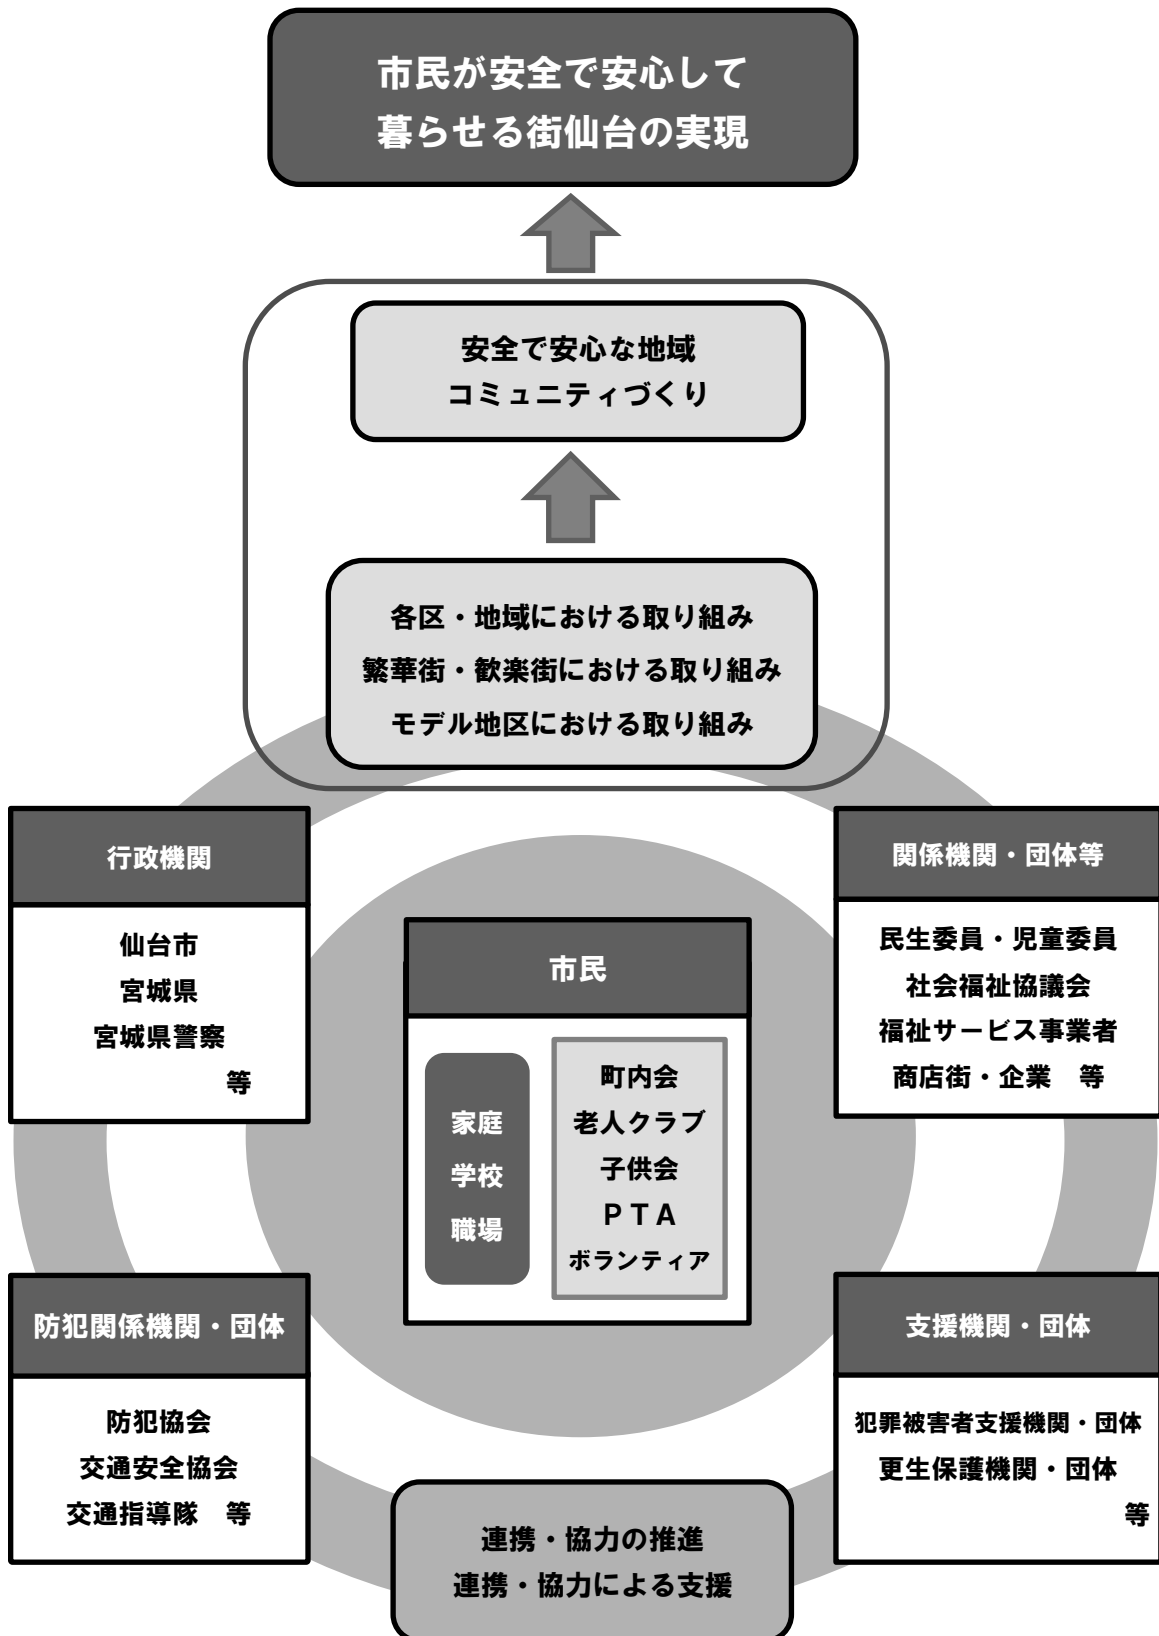 市民が安全で安心して
暮らせる街仙台の実現
安全で安心な地域
コミュニティづくり
各区・地域における取り組み
繁華街・歓楽街における取り組み
モデル地区における取り組み
行政機関
仙台市
宮城県
宮城県警察
等
関係機関・団体等
民生委員・児童委員
社会福祉協議会
福祉サービス事業者
商店街・企業　等
市民
家庭
学校
職場
町内会
老人クラブ
子供会
ＰＴＡ
ボランティア
防犯関係機関・団体
防犯協会
交通安全協会
交通指導隊　等
支援機関・団体
犯罪被害者支援機関・団体
更生保護機関・団体
等
連携・協力の推進
連携・協力による支援